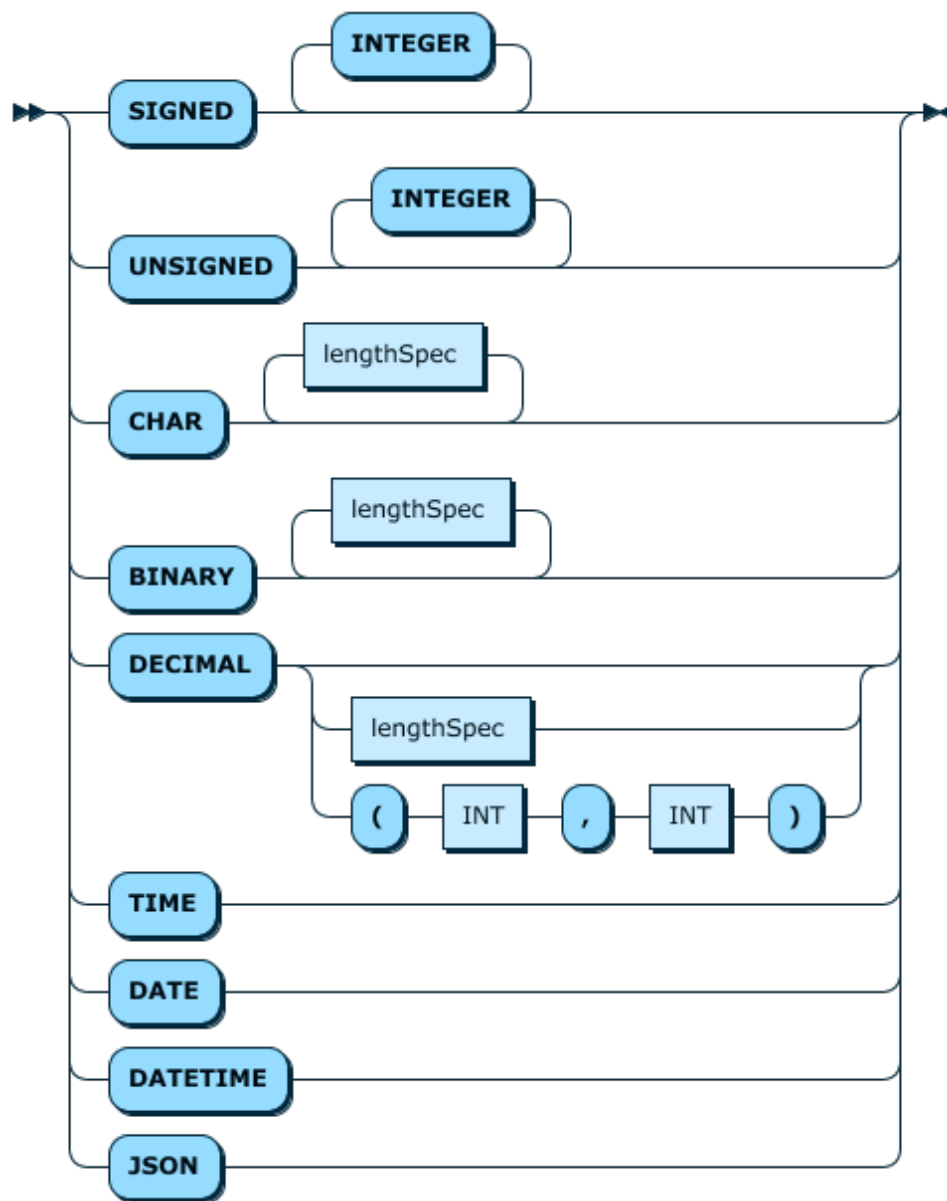 INTEGER
SIGNED
INTEGER
UNSIGNED
lengthSpec
CHAR
lengthSpec
BINARY
DECIMAL
lengthSpec
( INT , INT )
TIME
DATE
DATETIME
JSON